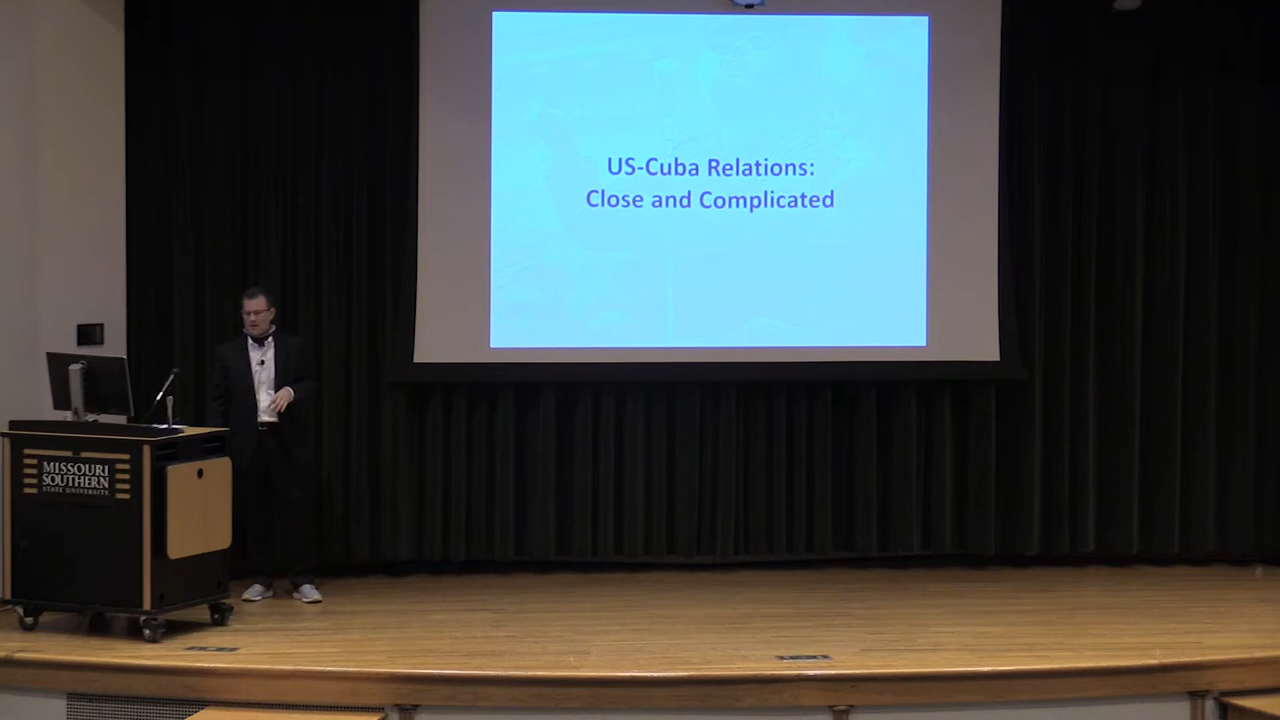 US-Cuba Relations:
Close and Complicated
MISSOURI
SOUTHERN
STATE UNIVERSITY